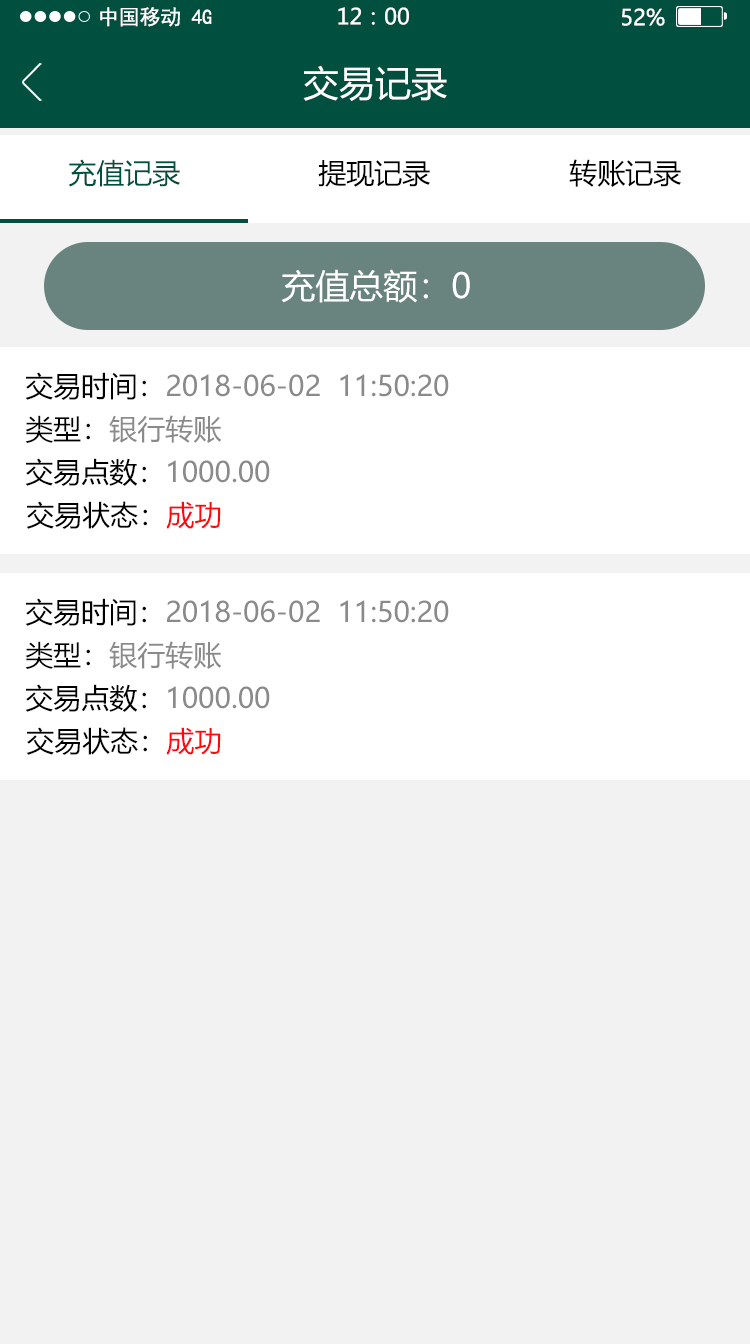 中国移动 4G 12：00 52%
交易记录
充值记录 提现记录 转账记录
充值总额：0
交易时间：2018-06-02 11:50:20
类型：银行转账
交易点数：1000.00
交易状态：成功
交易时间：2018-06-02 11:50:20
类型：银行转账
交易点数：1000.00
交易状态：成功